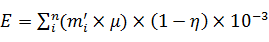 E = ∑ᵢⁿ(m′ᵢ × μ) × (1 − η) × 10⁻³